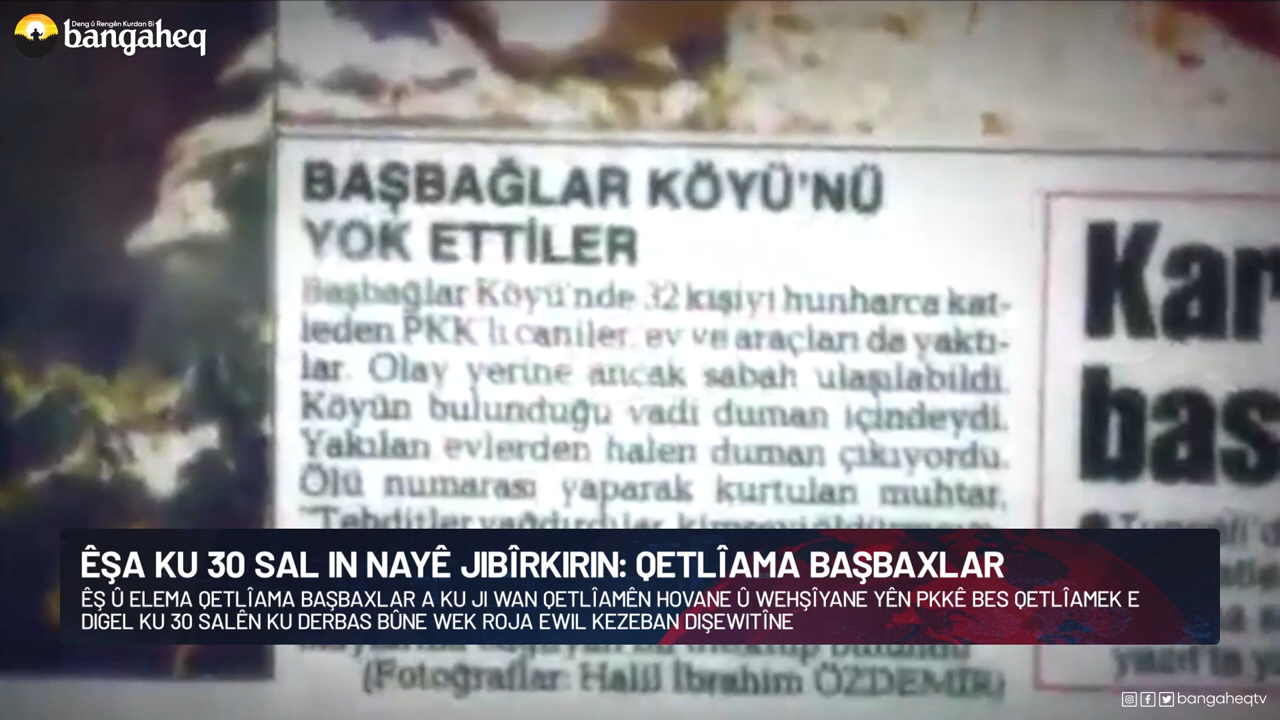 Deng û Rengên Kurdan Bi
bangaheq
BAŞBAĞLAR KÖYÜ'NÜ
YOK ETTİLER
Başbağlar Köyü'nde 32 kişiyi hunharca kat-
leden PKK'lı caniler, ev ve araçları da yaktı-
lar. Olay yerine ancak sabah ulaşılabildi.
Köyün bulunduğu vadi duman içindeydi.
Yakılan evlerden halen duman çıkıyordu.
Ölü numarası yaparak kurtulan muhtar,
(Fotoğraflar: Halil İbrahim ÖZDEMİR)
Kar
bas
ÊŞA KU 30 SAL IN NAYÊ JIBÎRKIRIN: QETLÎAMA BAŞBAXLAR
ÊŞ Û ELEMA QETLÎAMA BAŞBAXLAR A KU JI WAN QETLÎAMÊN HOVANE Û WEHŞÎYANE YÊN PKKÊ BES QETLÎAMEK E
DIGEL KU 30 SALÊN KU DERBAS BÛNE WEK ROJA EWIL KEZEBAN DIŞEWITÎNE
bangaheqtv